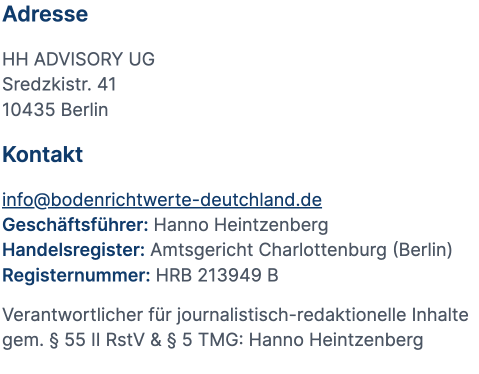 Adresse
HH ADVISORY UG
Sredzkistr. 41
10435 Berlin
Kontakt
info@bodenrichtwerte-deutchland.de
Geschäftsführer: Hanno Heintzenberg
Handelsregister: Amtsgericht Charlottenburg (Berlin)
Registernummer: HRB 213949 B
Verantwortlicher für journalistisch-redaktionelle Inhalte
gem. § 55 II RstV & § 5 TMG: Hanno Heintzenberg